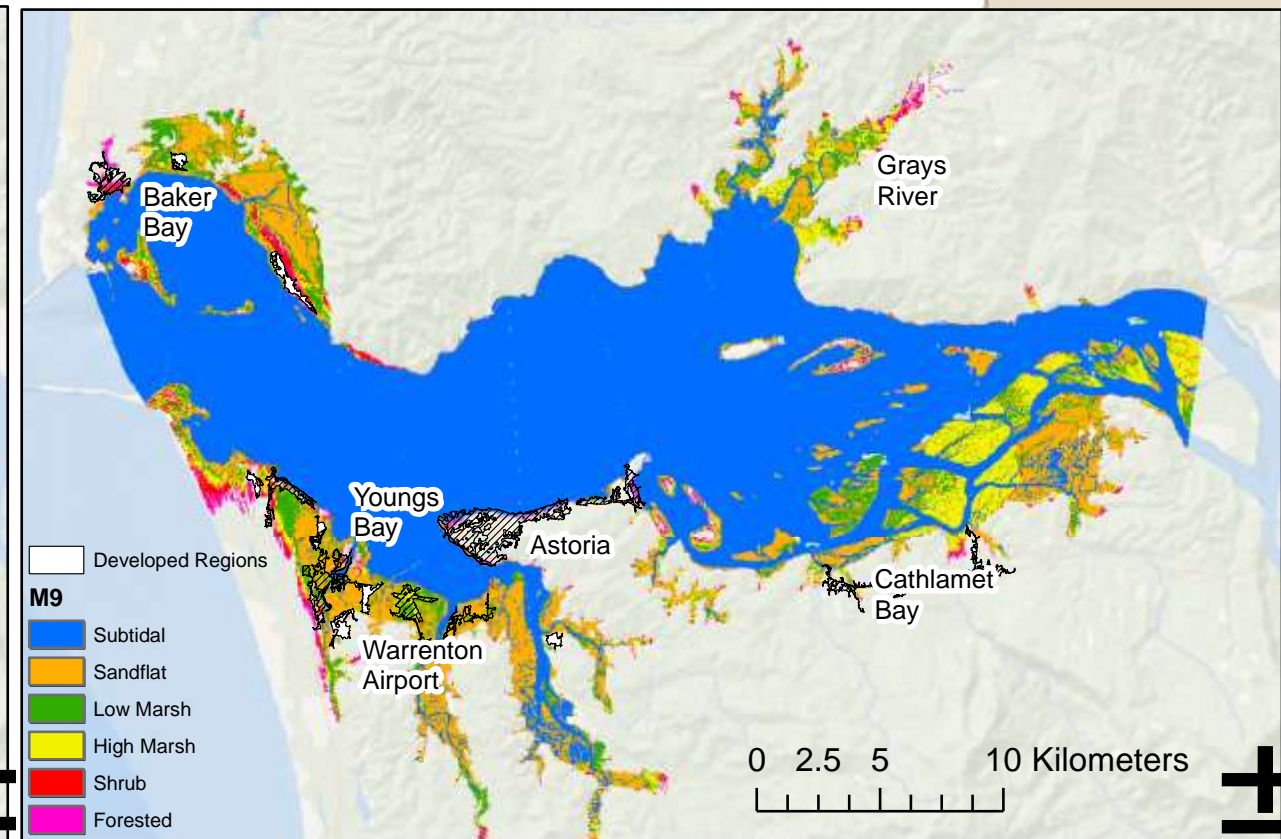 Baker
Bay
Grays
River
Youngs
Bay
Astoria
Cathlamet
Bay
Warrenton
Airport
Developed Regions
M9
Subtidal
Sandflat
Low Marsh
High Marsh
Shrub
Forested
0 2.5 5 10 Kilometers